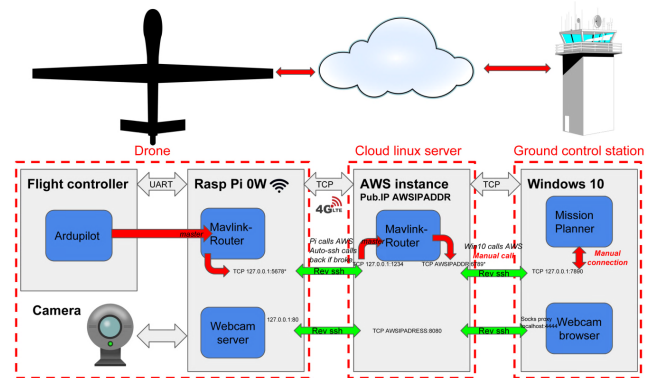 Drone
Cloud linux server
Ground control station
Flight controller
UART
Rasp Pi 0W
TCP
4G LTE
AWS instance
Pub.IP AWSIPADDR
TCP
Windows 10
Ardupilot
master
Mavlink-
Router
TCP 127.0.0.1:5678*
Pi calls AWS
Auto-ssh calls
back if broke
Rev ssh
master
Mavlink-
Router
TCP 127.0.0.1:1234
Win10 calls AWS
Manual call
Rev ssh
Mission
Planner
Manual
connection
TCP 127.0.0.1:7890
Camera
Webcam
server
127.0.0.1:80
Rev ssh
TCP AWSIPADRESS:8080
Rev ssh
Socks proxy
localhost:4444
Webcam
browser